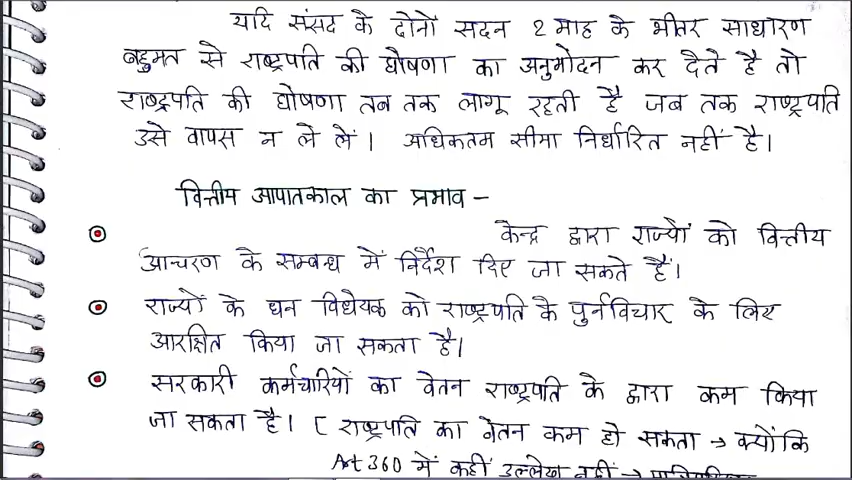 यदि संसद के दोनों सदन 2 माह के भीतर साधारण
बहुमत से राष्ट्रपति की घोषणा का अनुमोदन कर देते है तो
राष्ट्रपति की घोषणा तब तक लागू रहती है जब तक राष्ट्रपति
उसे वापस न ले लें। अधिकतम सीमा निर्धारित नहीं है।
वित्तीय आपातकाल का प्रभाव –
केन्द्र द्वारा राज्यों को वित्तीय
आचरण के सम्बन्ध में निर्देश दिए जा सकते हैं।
राज्यों के धन विधेयक को राष्ट्रपति के पुर्नविचार के लिए
आरक्षित किया जा सकता है।
सरकारी कर्मचारियों का वेतन राष्ट्रपति के द्वारा कम किया
जा सकता है। [ राष्ट्रपति का वेतन कम हो सकता → क्योंकि
Art 360 में कहीं उल्लेख नहीं →